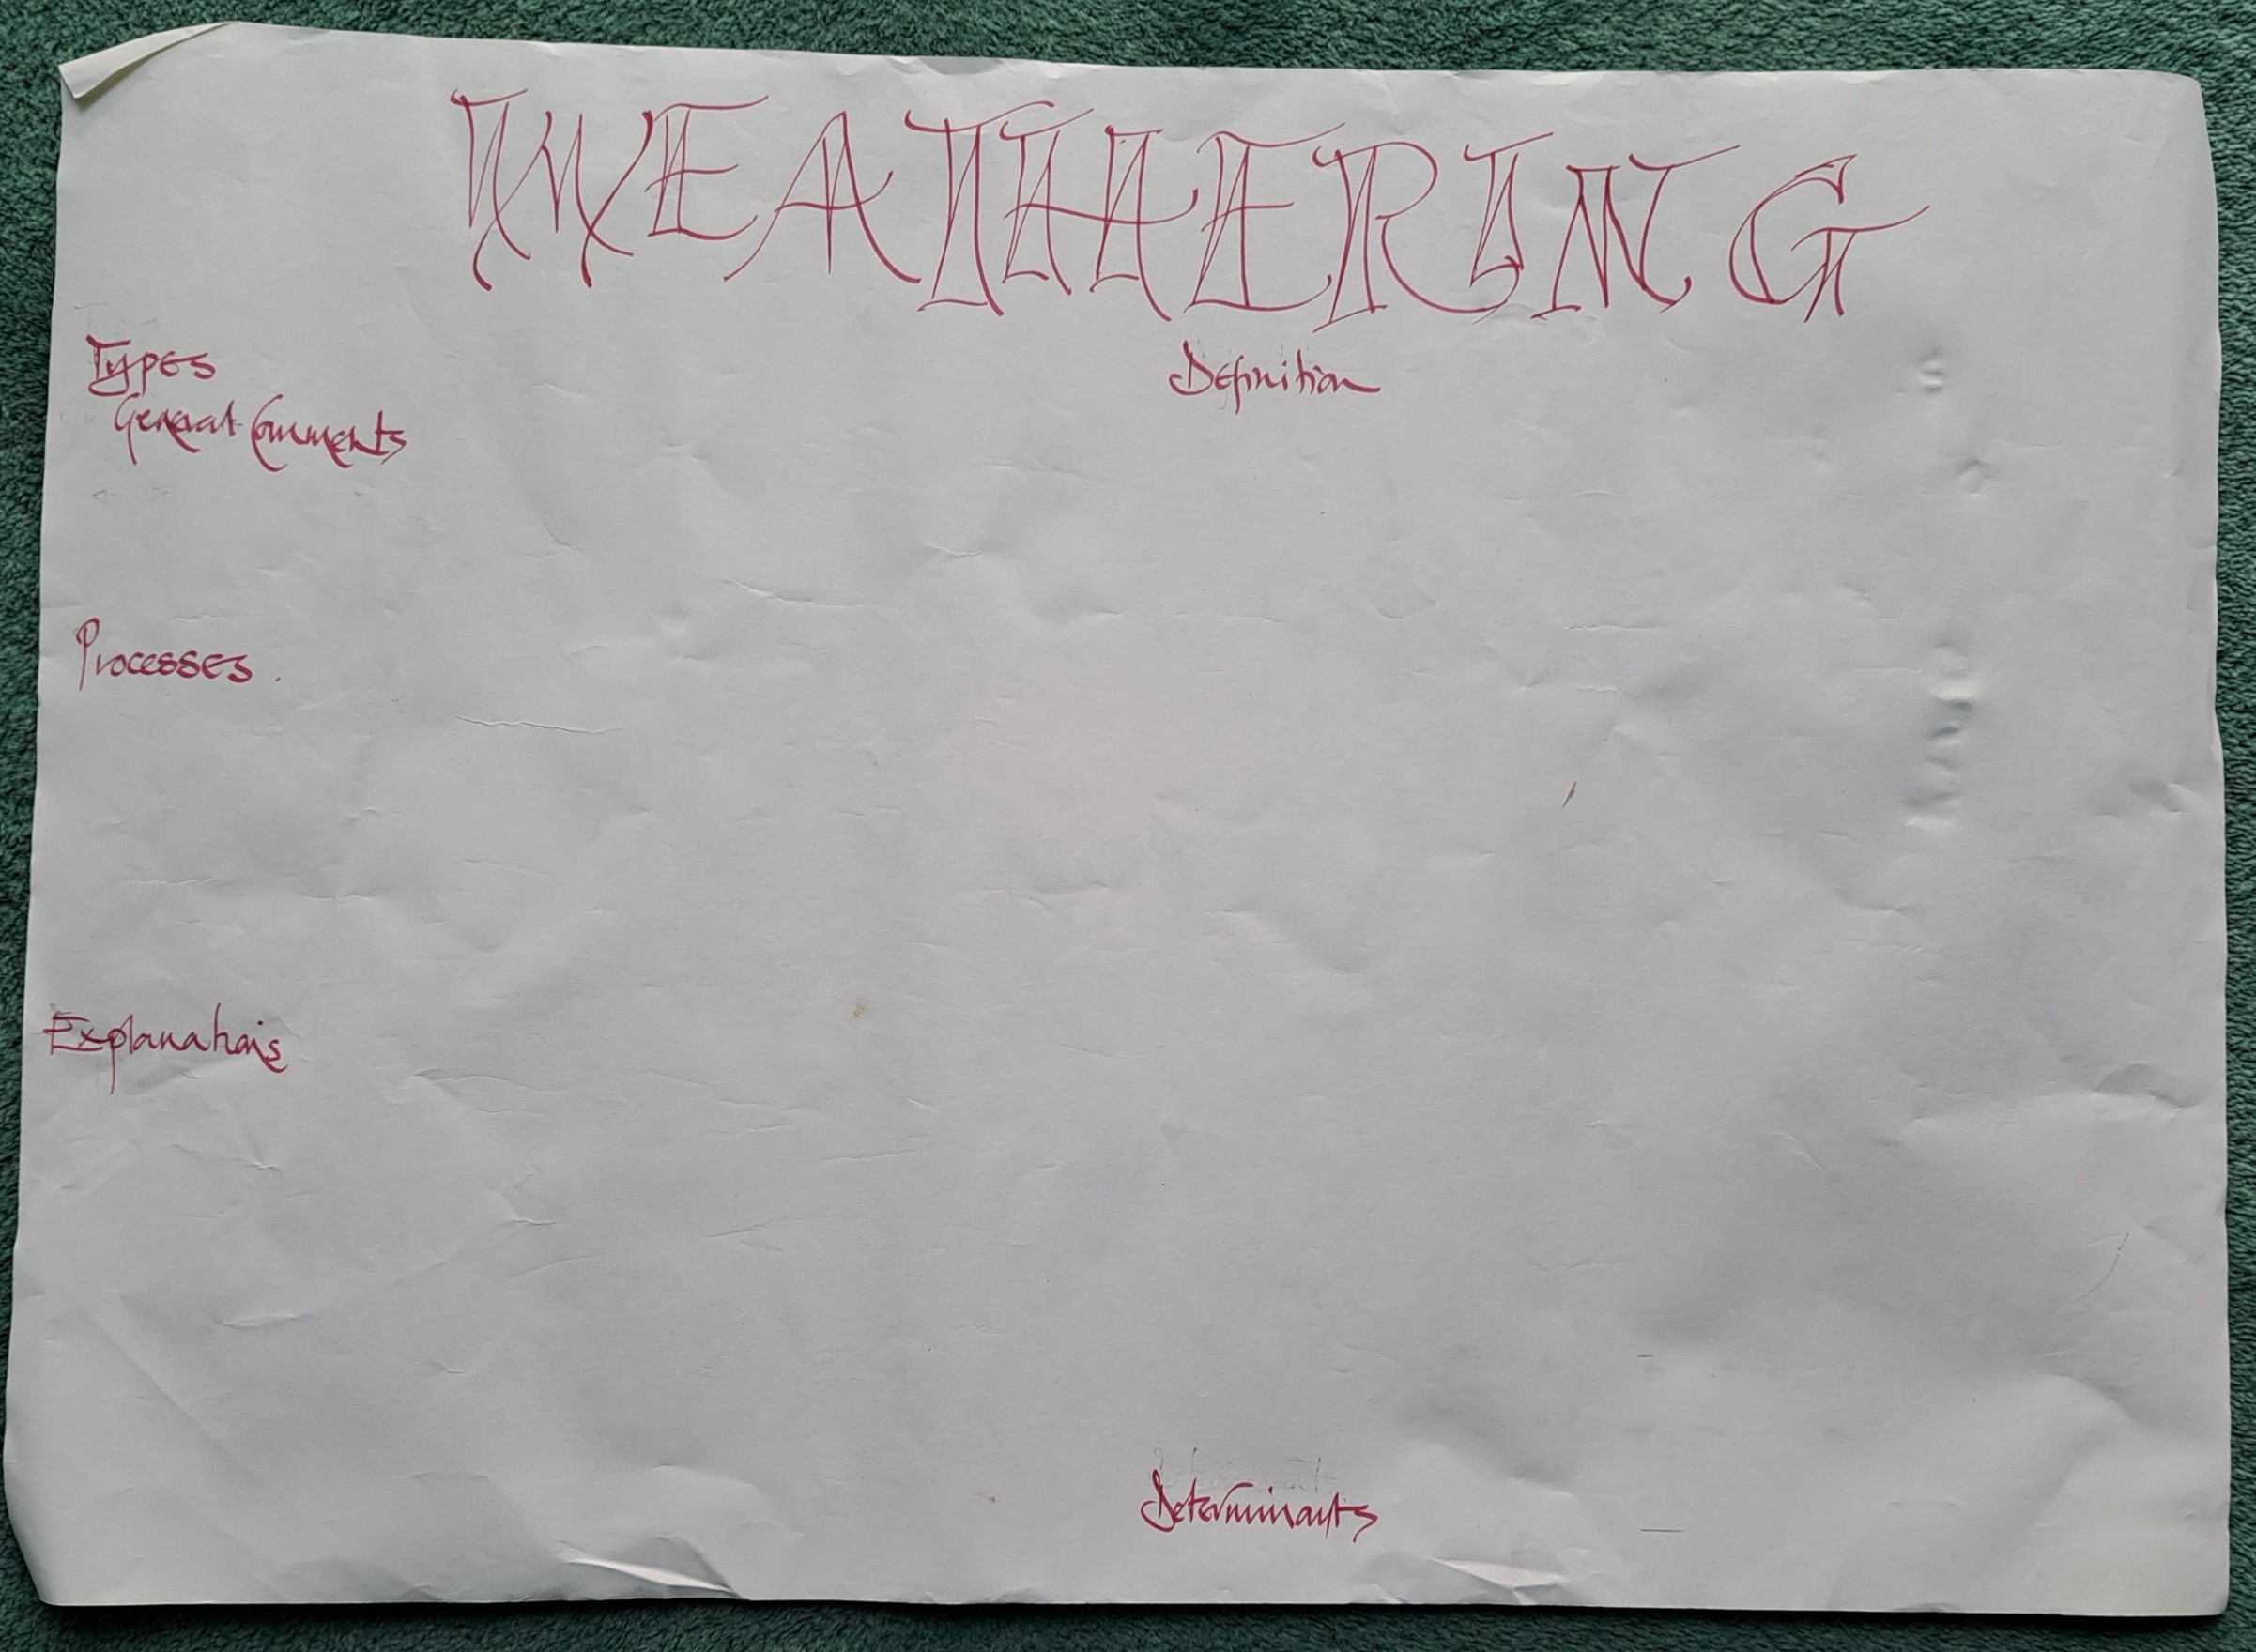 WEATHERING
Types
Definition
General Comments
Processes.
Explanations
Determinants